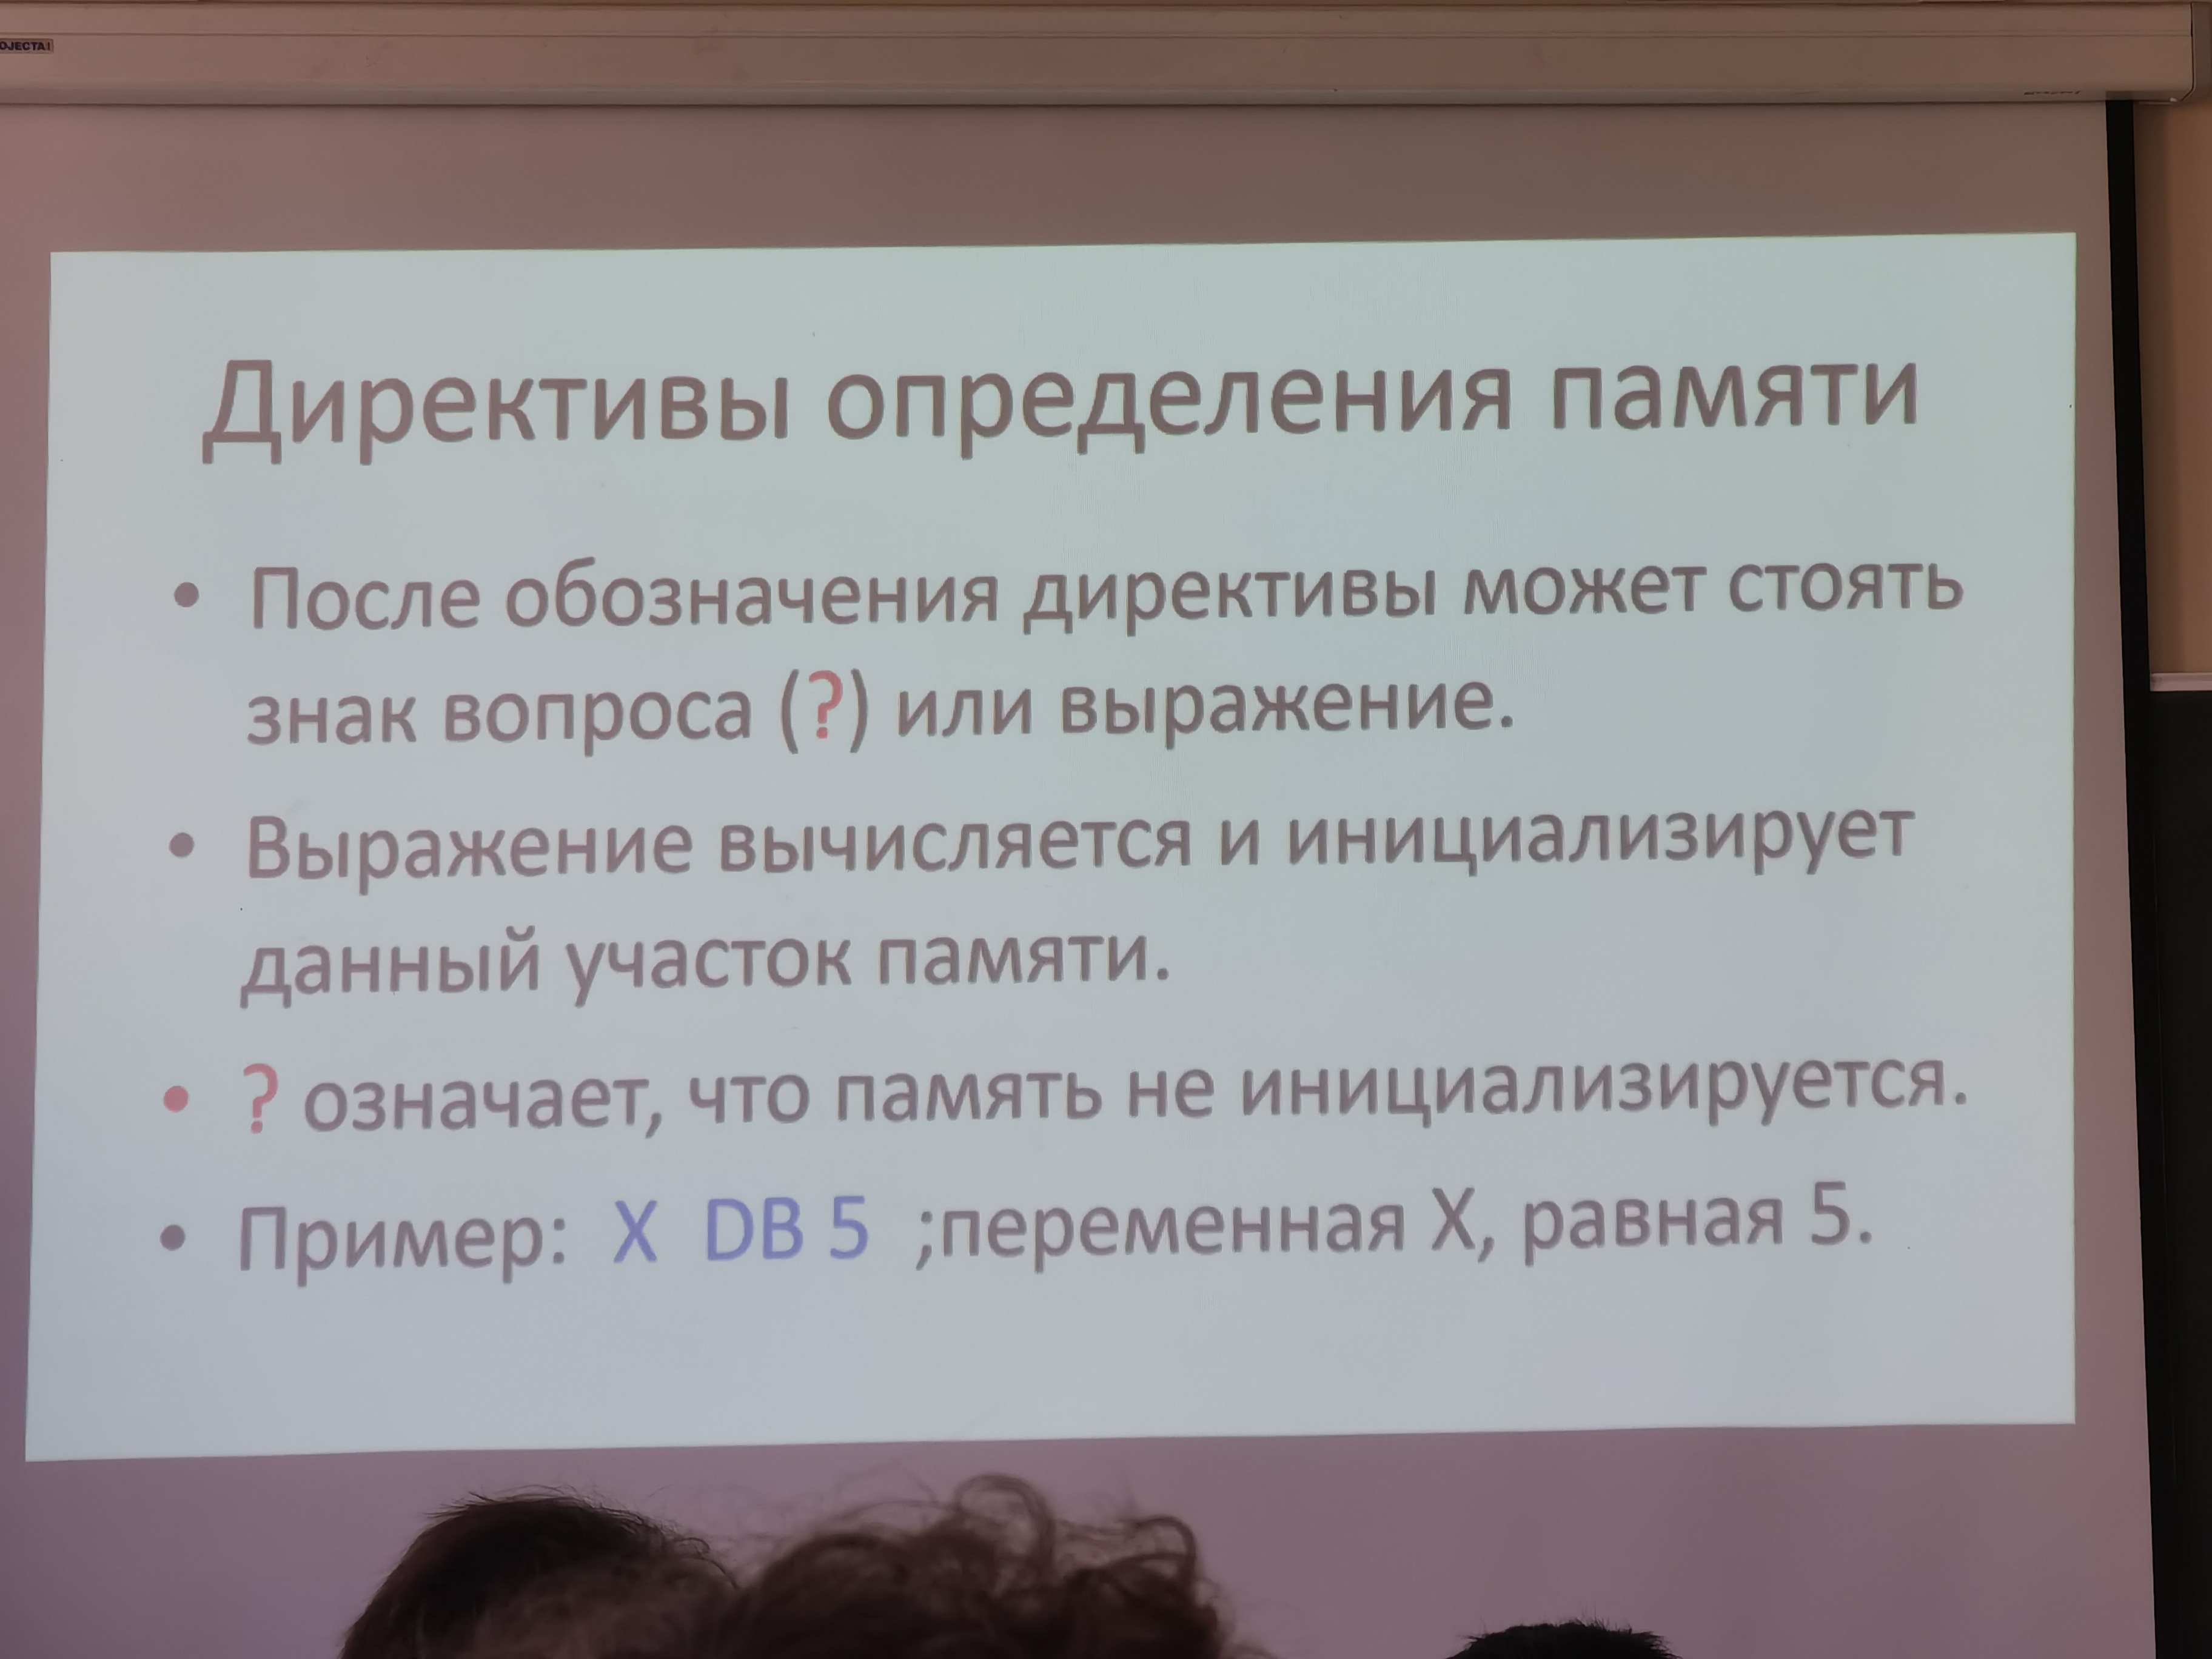 Директивы определения памяти
• После обозначения директивы может стоять
знак вопроса (?) или выражение.
• Выражение вычисляется и инициализирует
данный участок памяти.
• ? означает, что память не инициализируется.
• Пример: X DB 5 ;переменная X, равная 5.